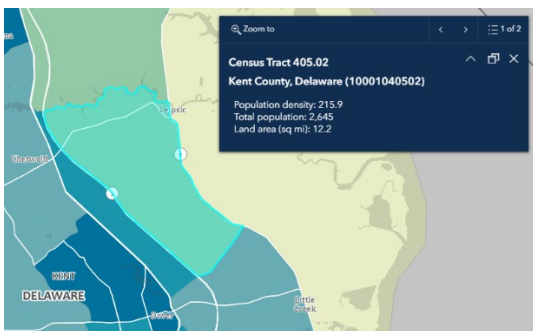 Zoom to
1 of 2
Census Tract 405.02
Kent County, Delaware (10001040502)
Population density: 215.9
Total population: 2,645
Land area (sq mi): 12.2
na
Leipsic
Cheswold
KENT
DELAWARE
Dover
Little
Creek